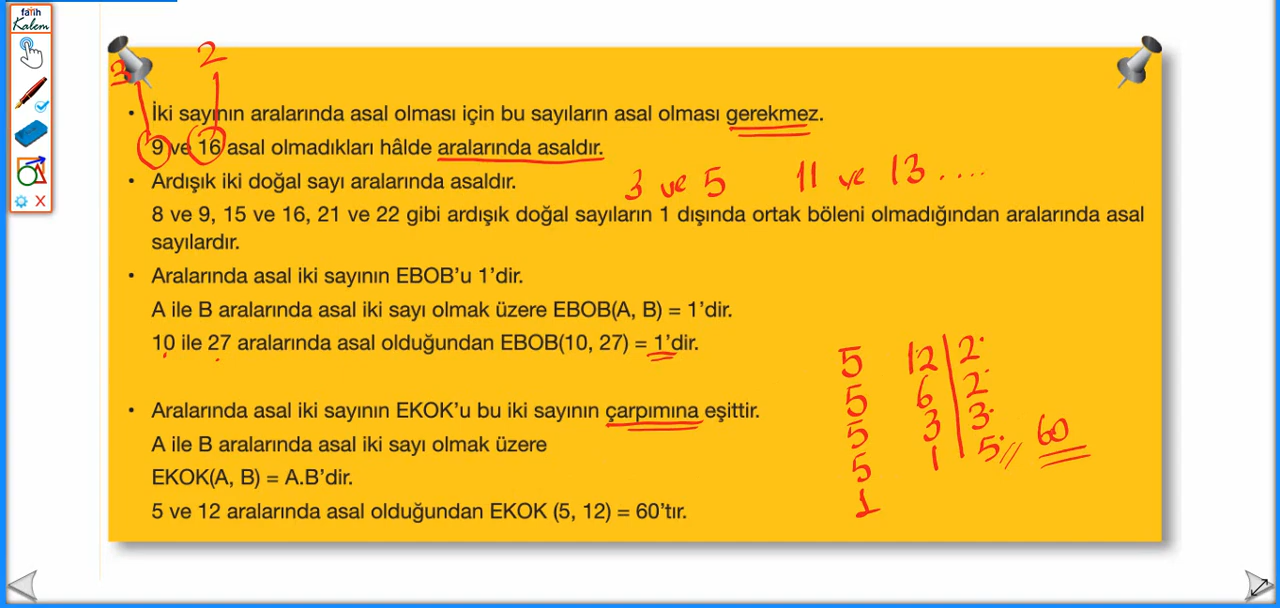 fatih
Kalem
3 2
• İki sayının aralarında asal olması için bu sayıların asal olması gerekmez.
9 ve 16 asal olmadıkları hâlde aralarında asaldır.
• Ardışık iki doğal sayı aralarında asaldır.
3 ve 5 11 ve 13 ....
8 ve 9, 15 ve 16, 21 ve 22 gibi ardışık doğal sayıların 1 dışında ortak böleni olmadığından aralarında asal
sayılardır.
• Aralarında asal iki sayının EBOB'u 1'dir.
A ile B aralarında asal iki sayı olmak üzere EBOB(A, B) = 1'dir.
10 ile 27 aralarında asal olduğundan EBOB(10, 27) = 1'dir.
• Aralarında asal iki sayının EKOK'u bu iki sayının çarpımına eşittir.
A ile B aralarında asal iki sayı olmak üzere
EKOK(A, B) = A.B'dir.
5 ve 12 aralarında asal olduğundan EKOK (5, 12) = 60'tır.
5 12 | 2
5 6 | 2
5 3 | 3
5 1 | 5 // 60
1